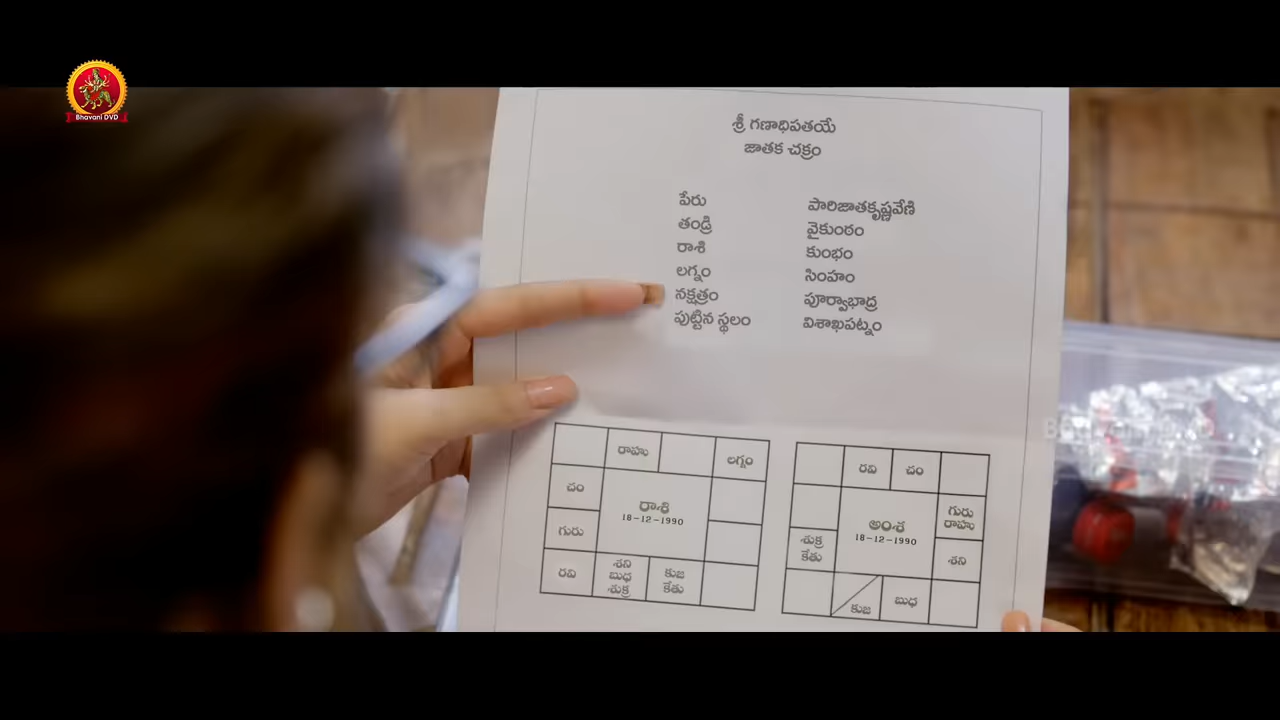 Bhavani DVD
శ్రీ గణాధిపతయే
జాతక చక్రం
పేరు పారిజాతకృష్ణవేణి
తండ్రి వైకుంఠం
రాశి కుంభం
లగ్నం సింహం
నక్షత్రం పూర్వాభాద్ర
పుట్టిన స్థలం విశాఖపట్నం
రాహు లగ్నం
చం
రాశి
18-12-1990
గురు
రవి శని బుధ శుక్ర కుజ కేతు
రవి చం
గురు రాహు
అంశ
18-12-1990
శుక్ర కేతు
శని
కుజ బుధ